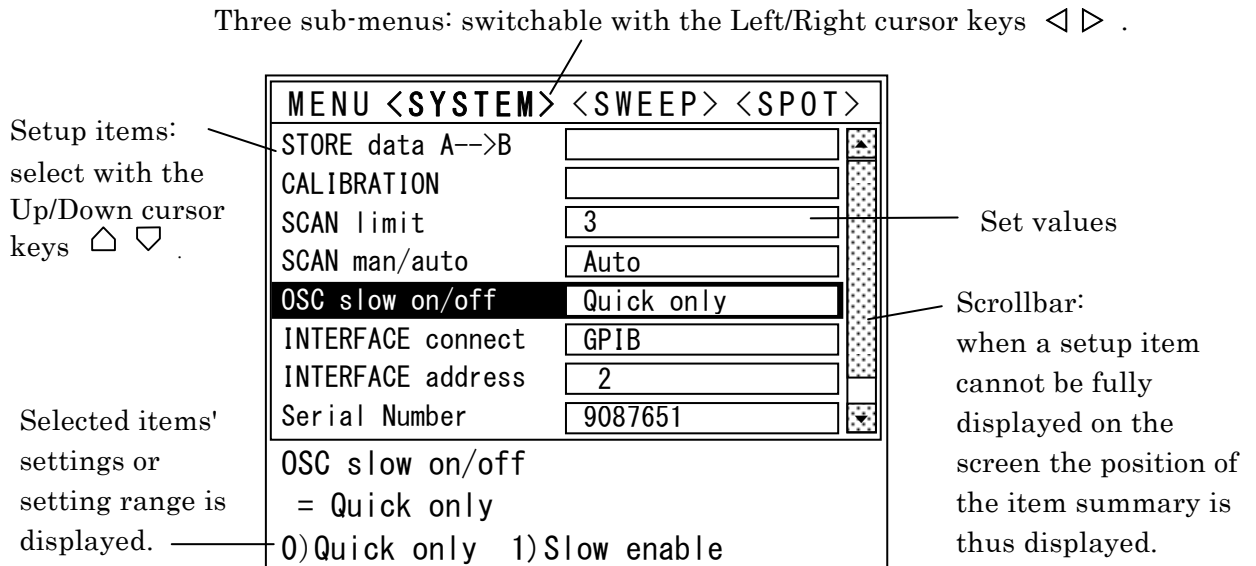 Three sub-menus: switchable with the Left/Right cursor keys ◁ ▷ .
MENU <SYSTEM> <SWEEP> <SPOT>
Setup items:
select with the
Up/Down cursor
keys
.
STORE data A-->B
CALIBRATION
SCAN limit 3
SCAN man/auto Auto
OSC slow on/off Quick only
INTERFACE connect GPIB
INTERFACE address 2
Serial Number 9087651
Set values
Scrollbar:
when a setup item
cannot be fully
displayed on the
screen the position of
the item summary is
thus displayed.
Selected items'
settings or
setting range is
displayed.
OSC slow on/off
= Quick only
0)Quick only 1)Slow enable